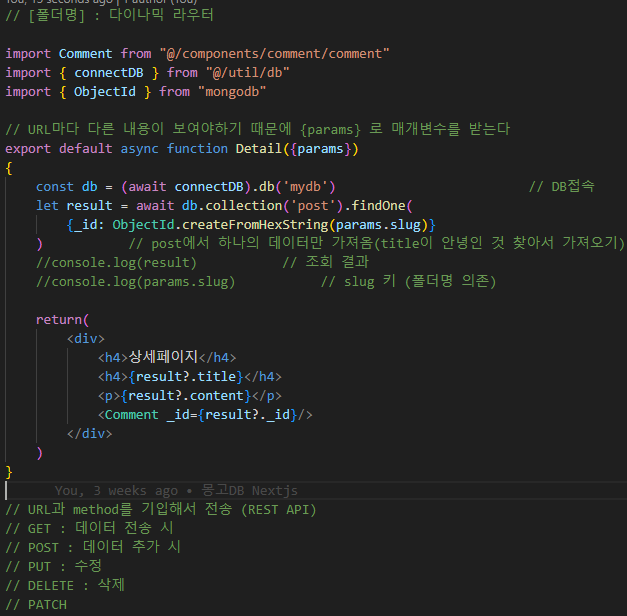 // [폴더명] : 다이나믹 라우터
import Comment from "@/components/comment/comment"
import { connectDB } from "@/util/db"
import { ObjectId } from "mongodb"
// URL마다 다른 내용이 보여야하기 때문에 {params} 로 매개변수를 받는다
export default async function Detail({params})
{
const db = (await connectDB).db('mydb') // DB접속
let result = await db.collection('post').findOne(
{_id: ObjectId.createFromHexString(params.slug)}
) // post에서 하나의 데이터만 가져옴(title이 안녕인 것 찾아서 가져오기)
//console.log(result) // 조회 결과
//console.log(params.slug) // slug 키 (폴더명 의존)
return(
<div>
<h4>상세페이지</h4>
<h4>{result?.title}</h4>
<p>{result?.content}</p>
<Comment _id={result?._id}/>
</div>
)
}
You, 3 weeks ago • 몽고DB Nextjs
// URL과 method를 기입해서 전송 (REST API)
// GET : 데이터 전송 시
// POST : 데이터 추가 시
// PUT : 수정
// DELETE : 삭제
// PATCH